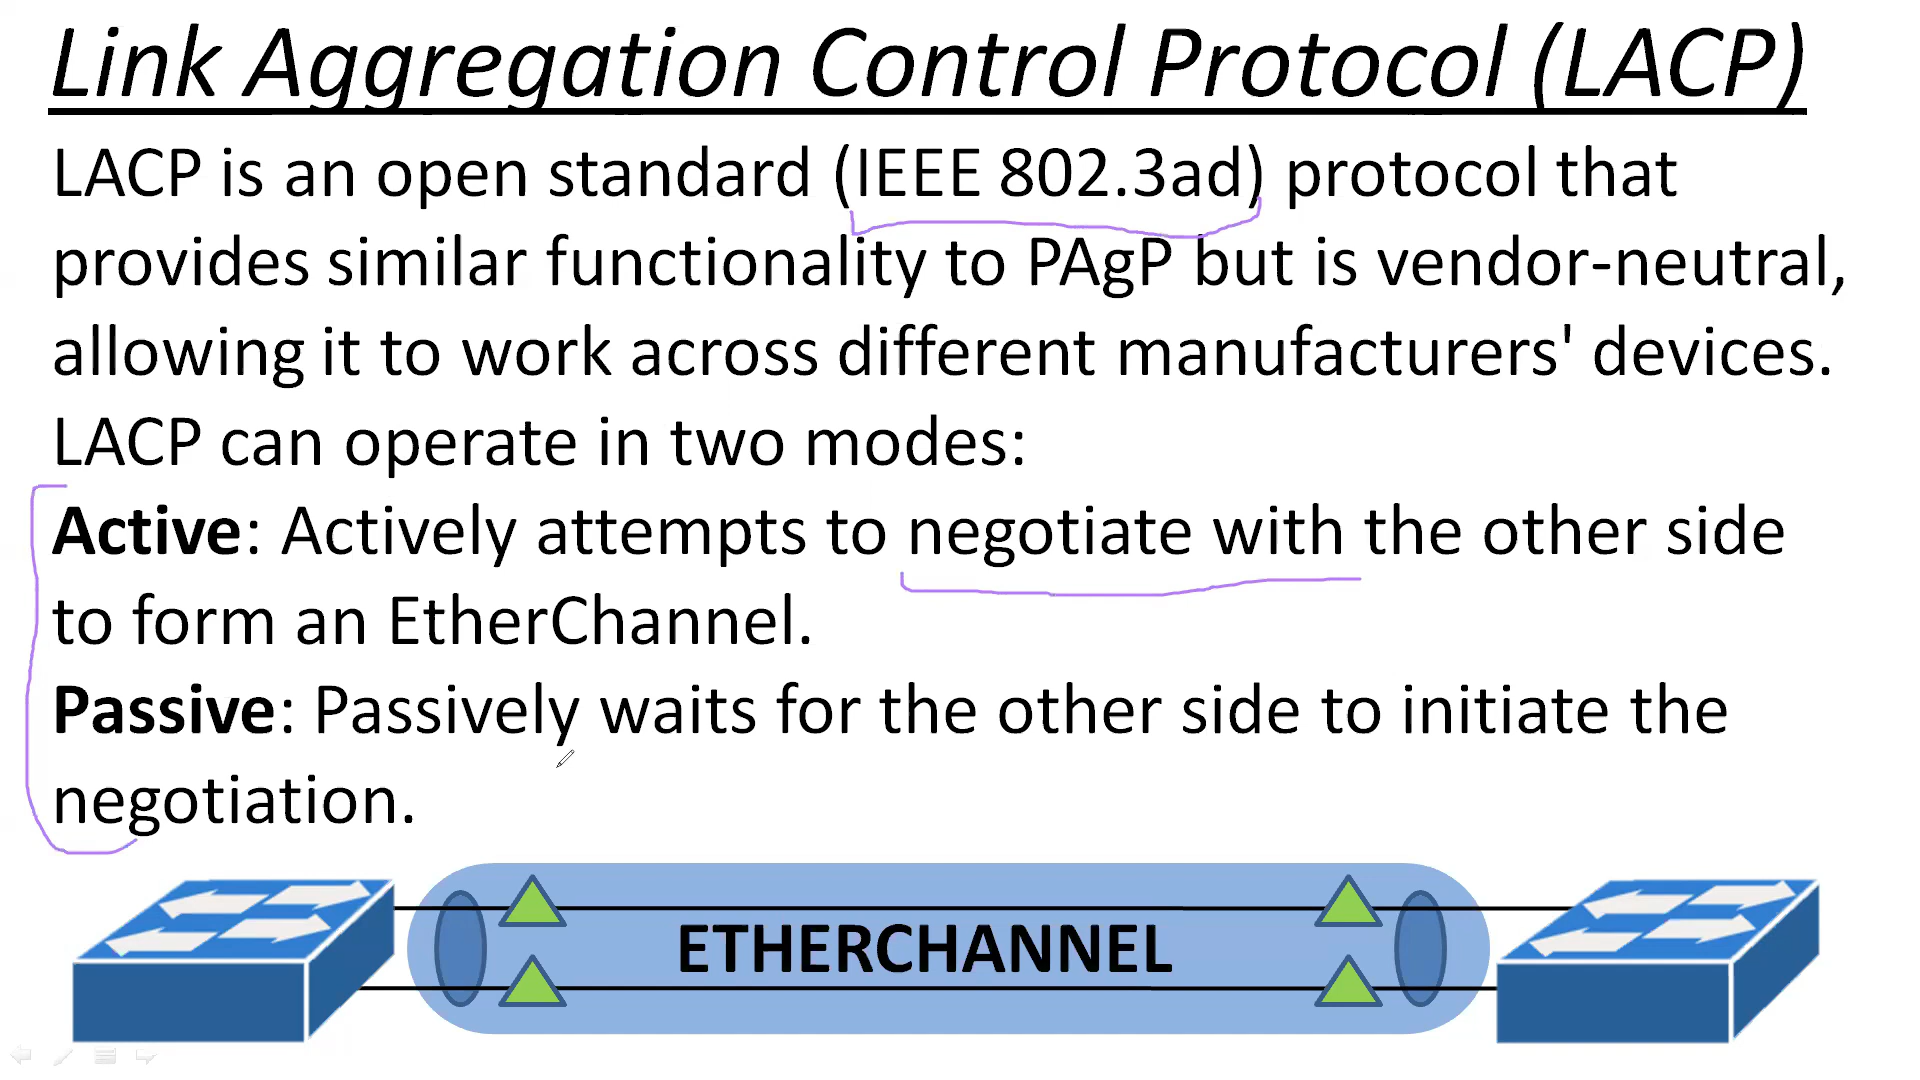 Link Aggregation Control Protocol (LACP)
LACP is an open standard (IEEE 802.3ad) protocol that
provides similar functionality to PAgP but is vendor-neutral,
allowing it to work across different manufacturers' devices.
LACP can operate in two modes:
Active: Actively attempts to negotiate with the other side
to form an EtherChannel.
Passive: Passively waits for the other side to initiate the
negotiation.
ETHERCHANNEL